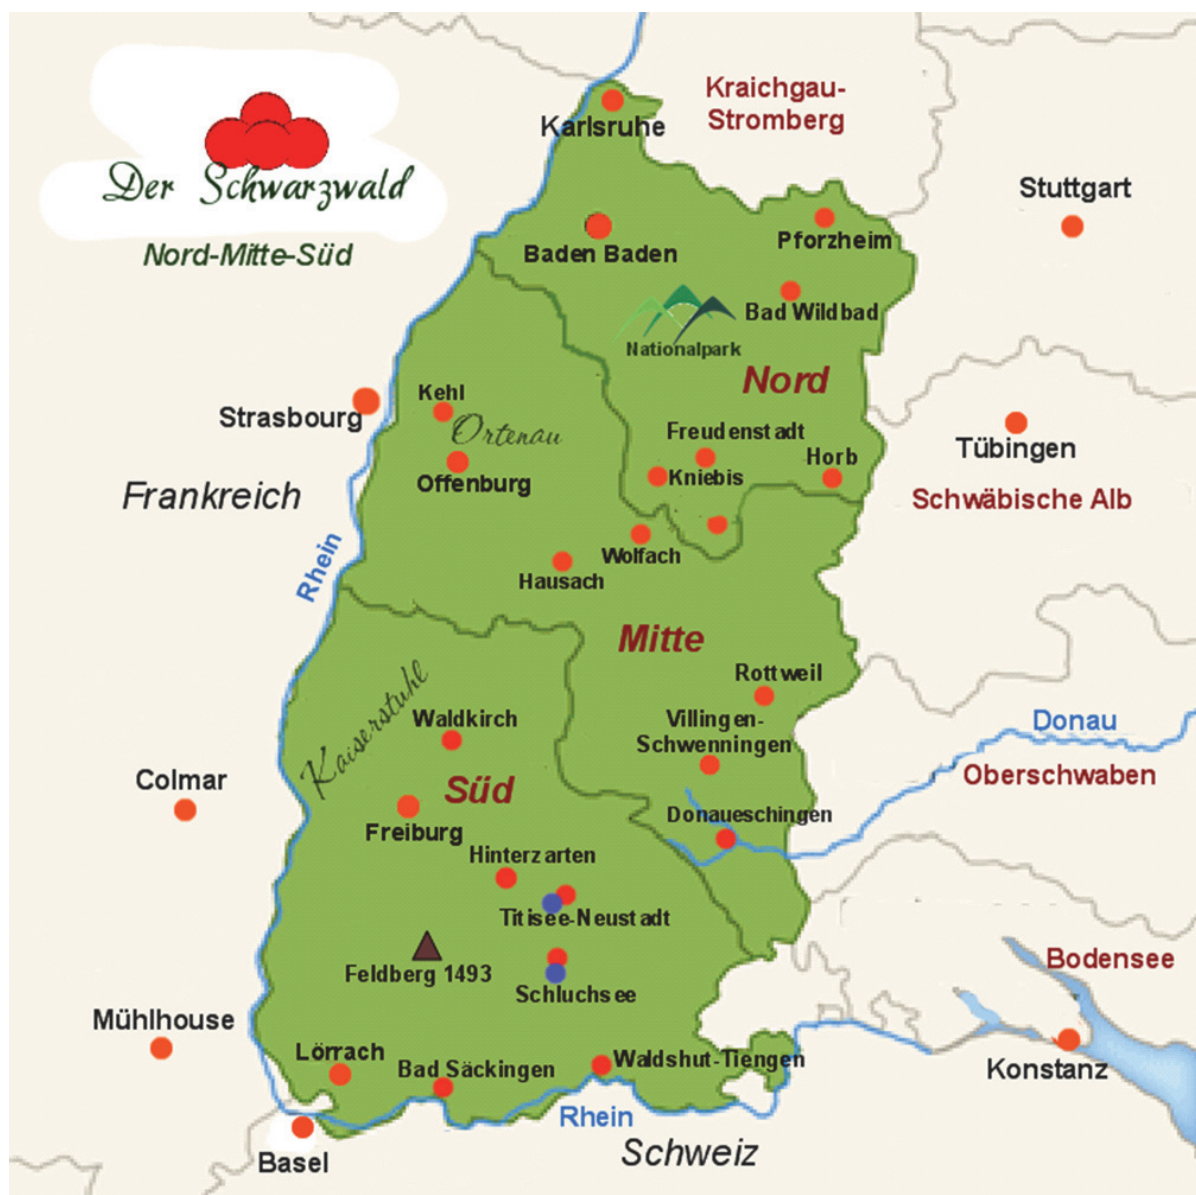 Kraichgau-
Stromberg
Karlsruhe
Der Schwarzwald
Nord-Mitte-Süd
Stuttgart
Baden Baden
Pforzheim
Bad Wildbad
Nationalpark
Nord
Kehl
Strasbourg
Ortenau
Freudenstadt
Horb
Tübingen
Offenburg
Kniebis
Frankreich
Schwäbische Alb
Rhein
Wolfach
Hausach
Mitte
Rottweil
Kaiserstuhl
Waldkirch
Villingen-
Schwenningen
Donau
Colmar
Süd
Oberschwaben
Freiburg
Donaueschingen
Hinterzarten
Titisee-Neustadt
Feldberg 1493
Bodensee
Schluchsee
Mühlhouse
Lörrach
Bad Säckingen
Waldshut-Tiengen
Konstanz
Rhein
Basel
Schweiz